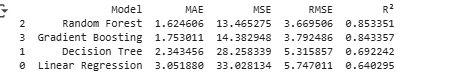 Model MAE MSE RMSE R²
2 Random Forest 1.624606 13.465275 3.669506 0.853351
3 Gradient Boosting 1.753011 14.382948 3.792486 0.843357
1 Decision Tree 2.343456 28.258339 5.315857 0.692242
0 Linear Regression 3.051880 33.028134 5.747011 0.640295